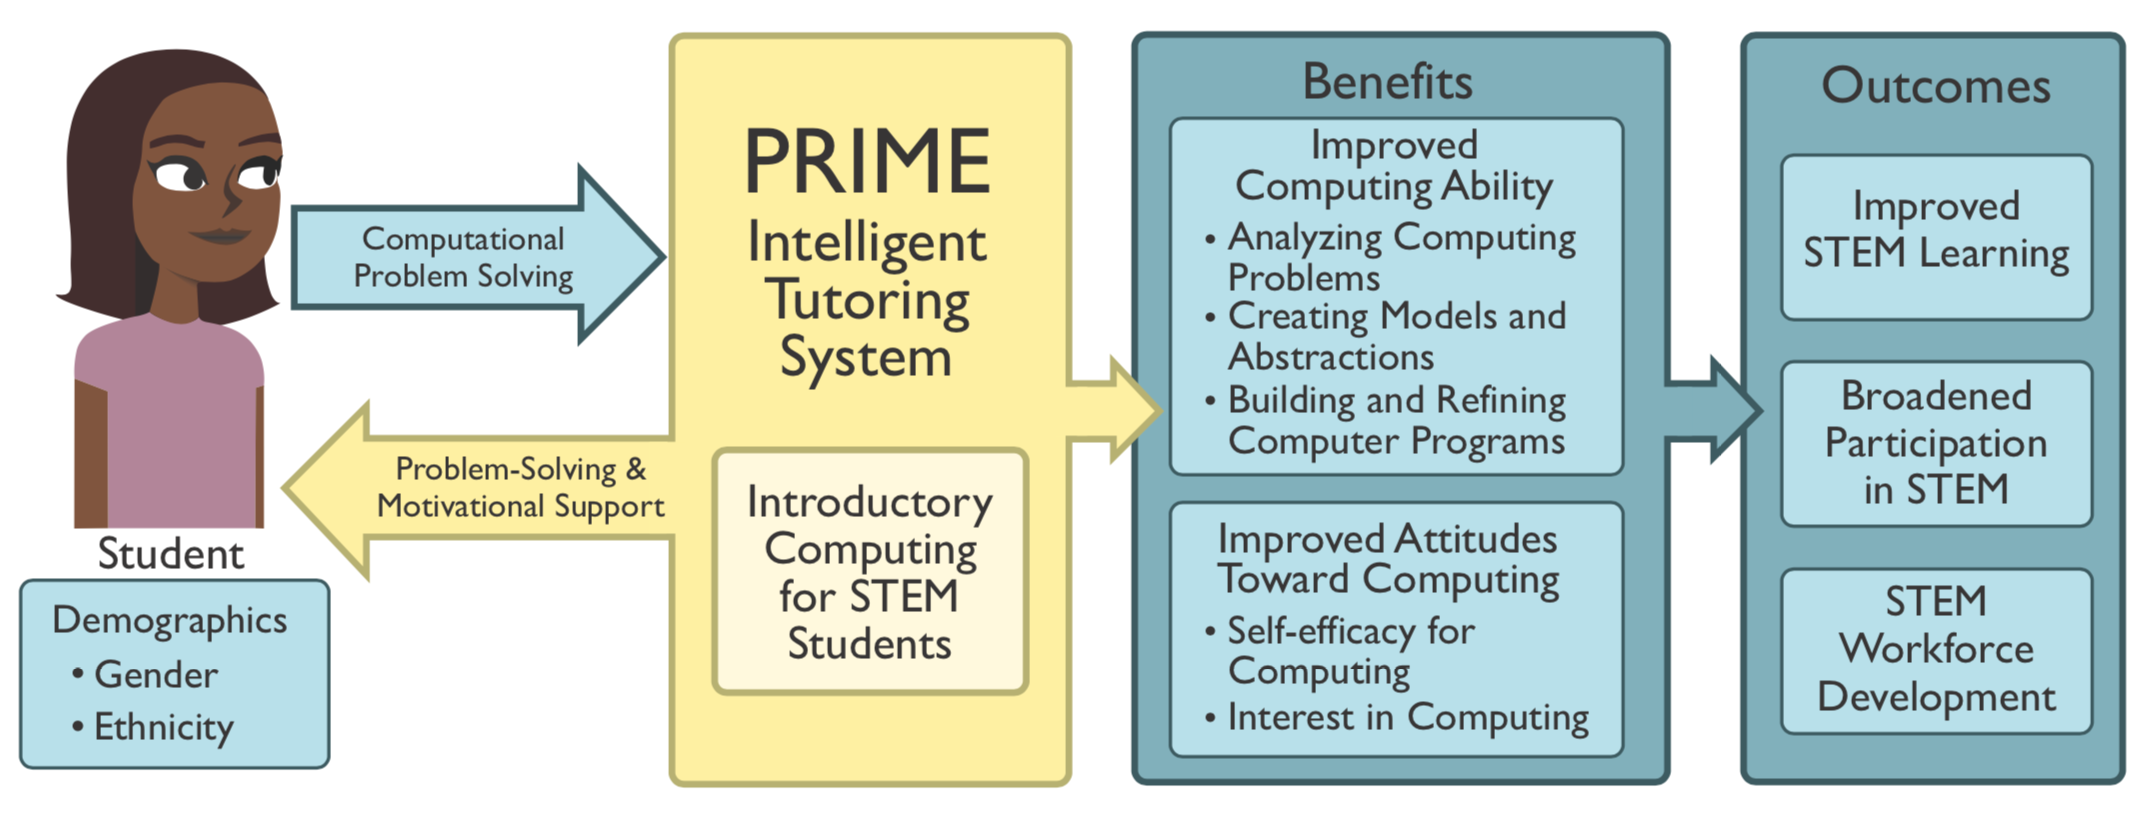 Student
Demographics
• Gender
• Ethnicity
Computational
Problem Solving
Problem-Solving &
Motivational Support
PRIME
Intelligent
Tutoring
System
Introductory
Computing
for STEM
Students
Benefits
Improved
Computing Ability
• Analyzing Computing
Problems
• Creating Models and
Abstractions
• Building and Refining
Computer Programs
Improved Attitudes
Toward Computing
• Self-efficacy for
Computing
• Interest in Computing
Outcomes
Improved
STEM Learning
Broadened
Participation
in STEM
STEM
Workforce
Development